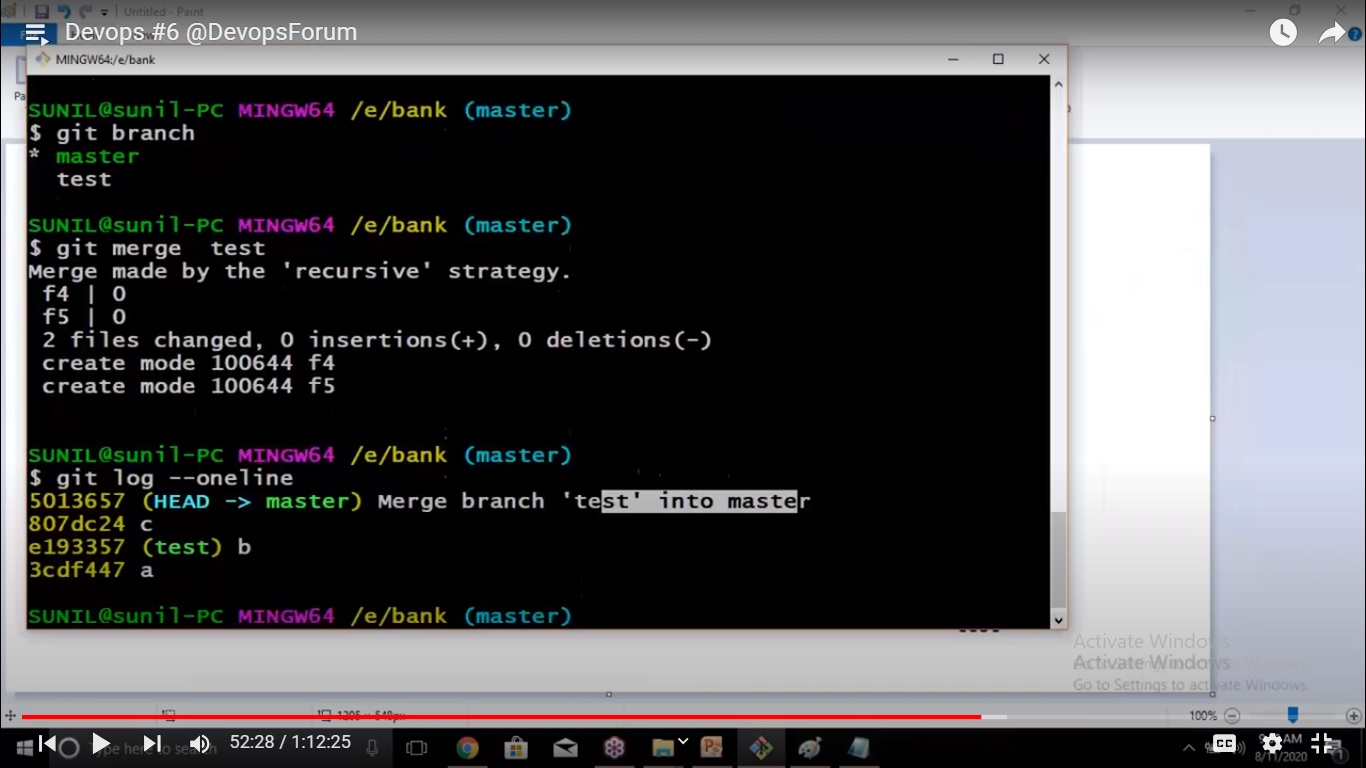 Untitled - Paint
Devops #6 @DevopsForum
MINGW64:/e/bank
SUNIL@sunil-PC MINGW64 /e/bank (master)
$ git branch
* master
  test
SUNIL@sunil-PC MINGW64 /e/bank (master)
$ git merge  test
Merge made by the 'recursive' strategy.
 f4 | 0
 f5 | 0
 2 files changed, 0 insertions(+), 0 deletions(-)
 create mode 100644 f4
 create mode 100644 f5
SUNIL@sunil-PC MINGW64 /e/bank (master)
$ git log --oneline
5013657 (HEAD -> master) Merge branch 'test' into master
807dc24 c
e193357 (test) b
3cdf447 a
SUNIL@sunil-PC MINGW64 /e/bank (master)
Activate Windows
Activate Windows
Go to Settings to activate Windows.
100%
52:28 / 1:12:25
CC
AM
8/11/2020